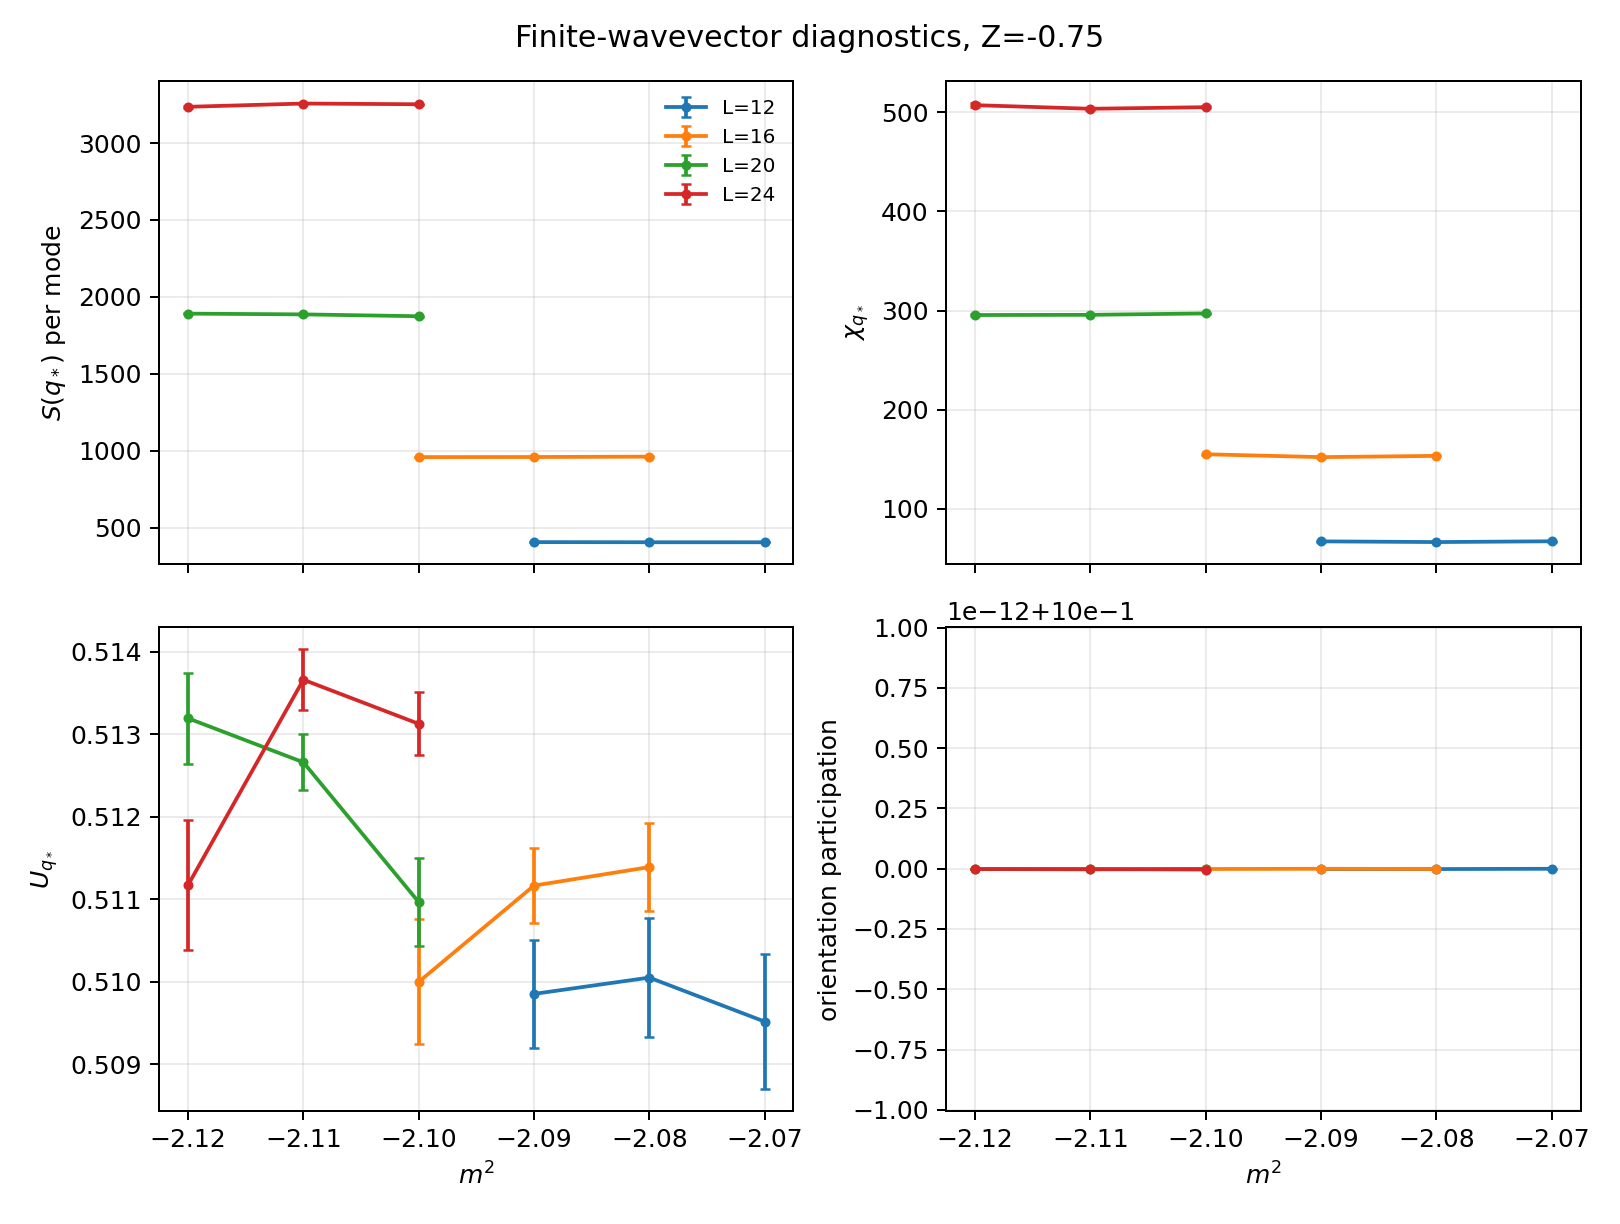 Finite-wavevector diagnostics, Z=-0.75
S(q*) per mode
3000
2500
2000
1500
1000
500
L=12
L=16
L=20
L=24
χq*
500
400
300
200
100
Uq*
0.514
0.513
0.512
0.511
0.510
0.509
−2.12 −2.11 −2.10 −2.09 −2.08 −2.07
m²
1e−12+10e−1
orientation participation
1.00
0.75
0.50
0.25
0.00
−0.25
−0.50
−0.75
−1.00
−2.12 −2.11 −2.10 −2.09 −2.08 −2.07
m²